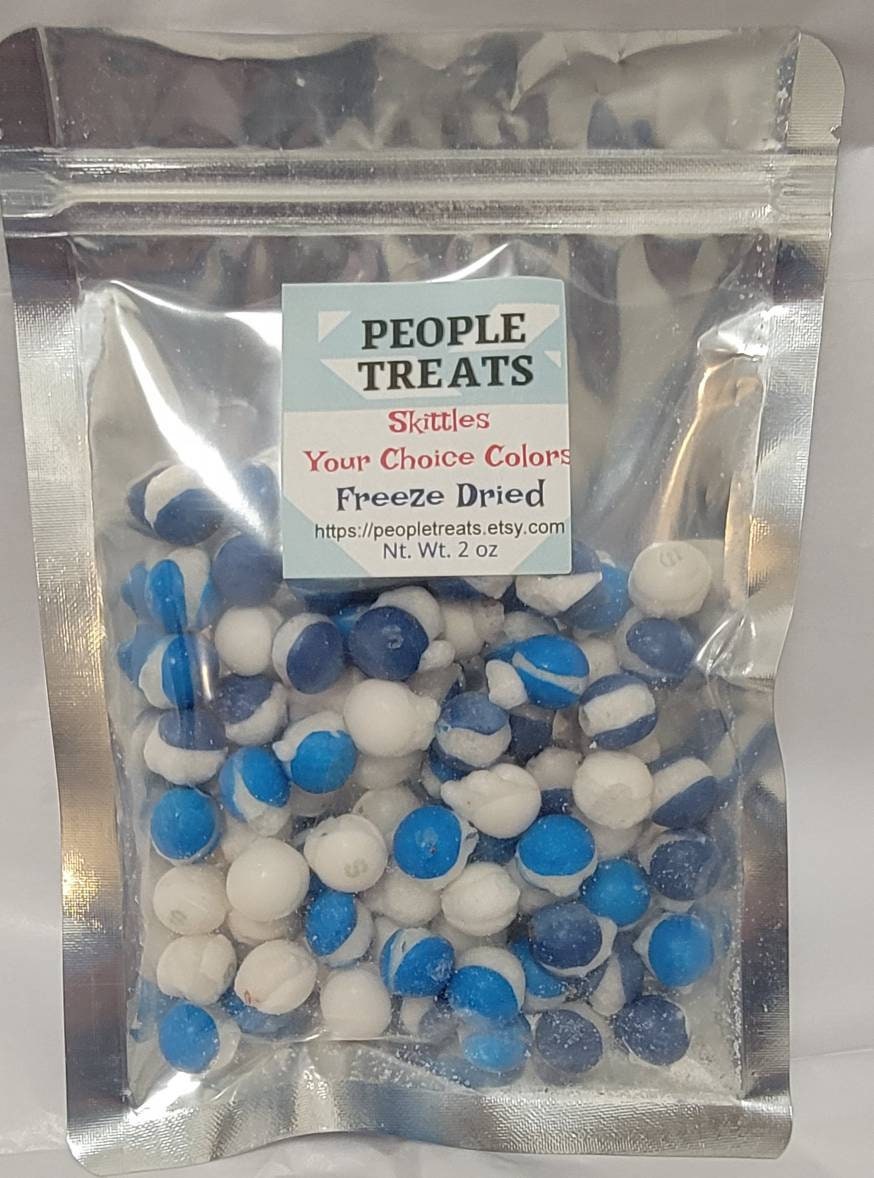 PEOPLE
TREATS
Skittles
Your Choice Colors
Freeze Dried
https://peopletreats.etsy.com
Nt. Wt. 2 oz